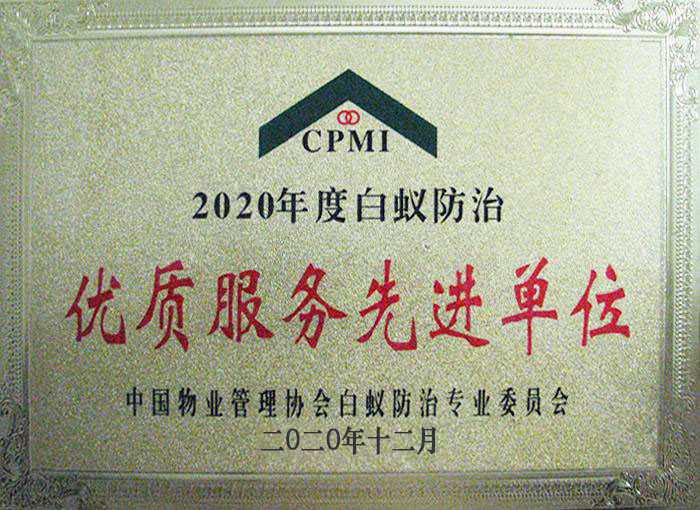 CPMI
2020年度白蚁防治
优质服务先进单位
中国物业管理协会白蚁防治专业委员会
二〇二〇年十二月